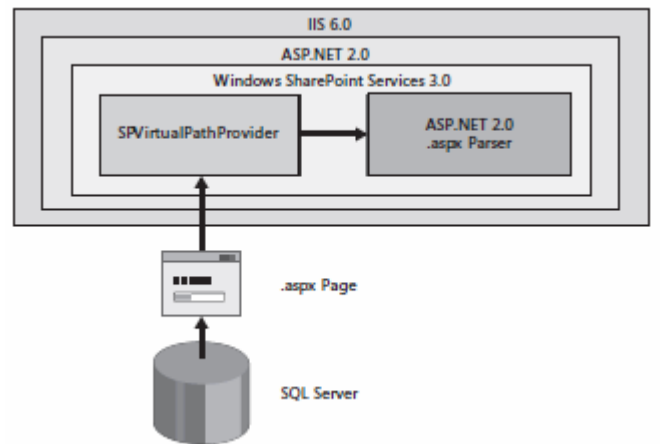 IIS 6.0
ASP.NET 2.0
Windows SharePoint Services 3.0
SPVirtualPathProvider
ASP.NET 2.0
.aspx Parser
.aspx Page
SQL Server